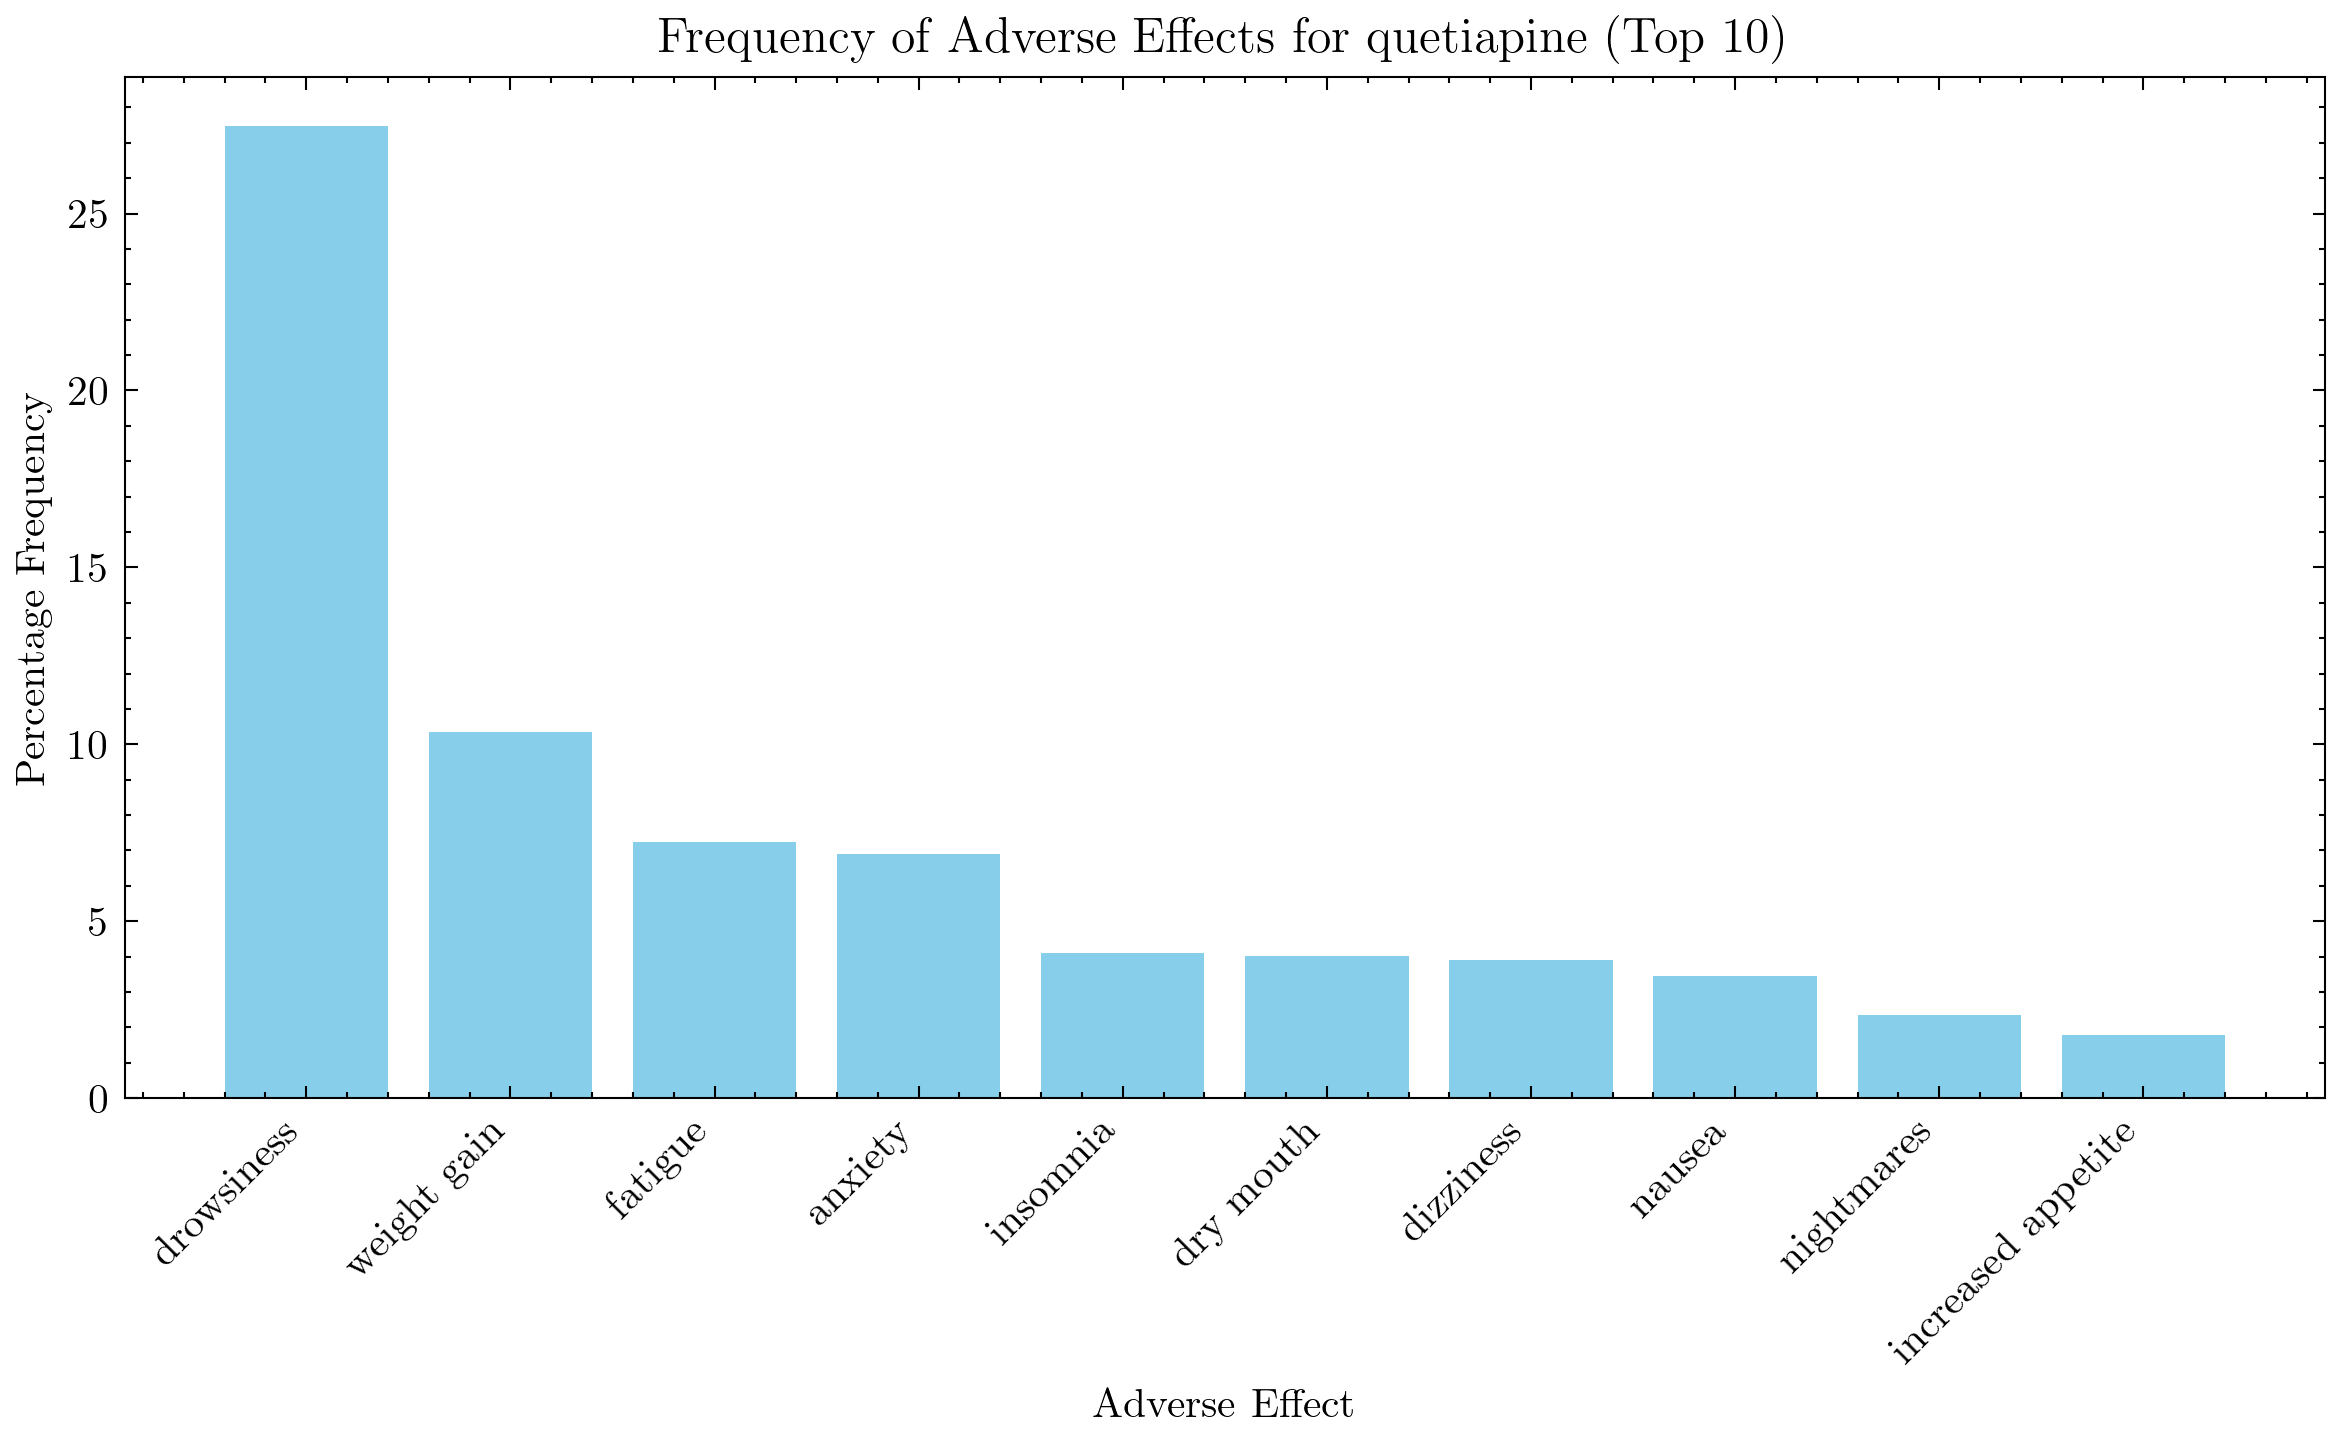 Frequency of Adverse Effects for quetiapine (Top 10)
Percentage Frequency
25
20
15
10
5
0
drowsiness
weight gain
fatigue
anxiety
insomnia
dry mouth
dizziness
nausea
nightmares
increased appetite
Adverse Effect